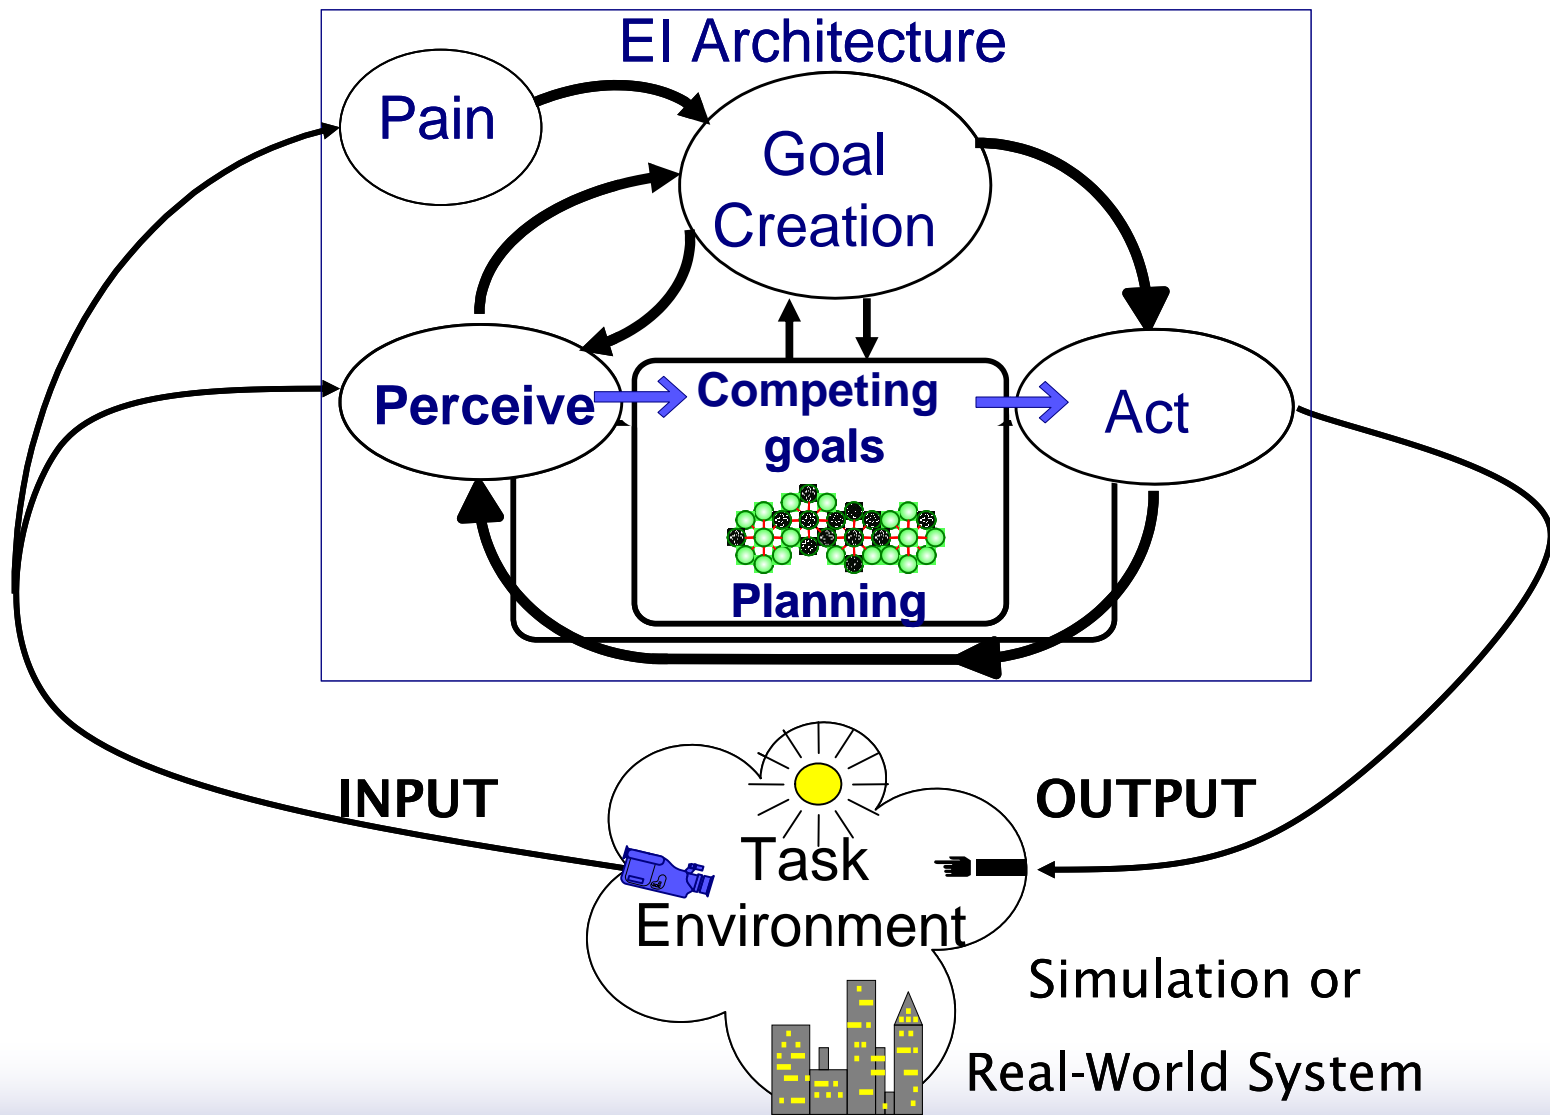 EI Architecture
Pain
Goal
Creation
Perceive
Competing
goals
Planning
Act
INPUT
OUTPUT
Task
Environment
Simulation or
Real-World System